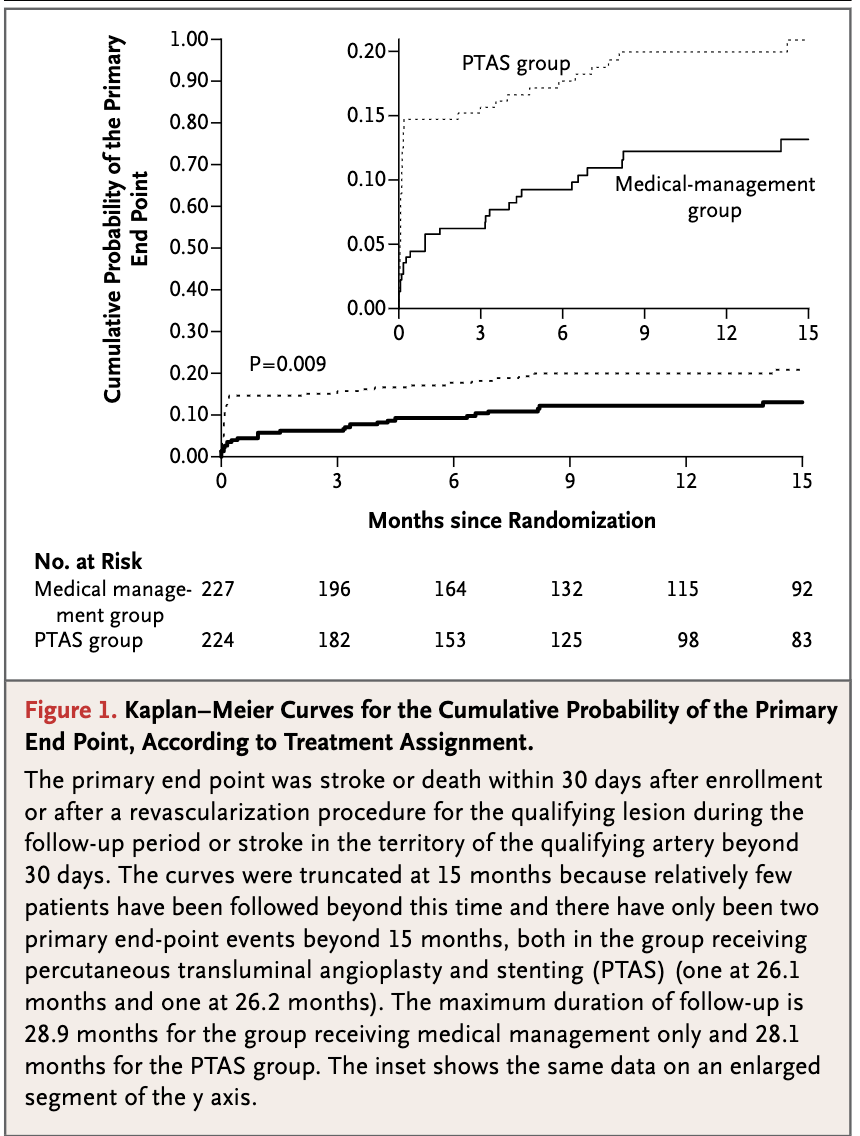 Cumulative Probability of the Primary
End Point
1.00
0.90
0.80
0.70
0.60
0.50
0.40
0.30
0.20
0.10
0.00
0 3 6 9 12 15
Months since Randomization
P=0.009
0.20
0.15
0.10
0.05
0.00
0 3 6 9 12 15
PTAS group
Medical-management
group
No. at Risk
Medical manage- 227 196 164 132 115 92
ment group
PTAS group 224 182 153 125 98 83
Figure 1. Kaplan–Meier Curves for the Cumulative Probability of the Primary
End Point, According to Treatment Assignment.
The primary end point was stroke or death within 30 days after enrollment
or after a revascularization procedure for the qualifying lesion during the
follow-up period or stroke in the territory of the qualifying artery beyond
30 days. The curves were truncated at 15 months because relatively few
patients have been followed beyond this time and there have only been two
primary end-point events beyond 15 months, both in the group receiving
percutaneous transluminal angioplasty and stenting (PTAS) (one at 26.1
months and one at 26.2 months). The maximum duration of follow-up is
28.9 months for the group receiving medical management only and 28.1
months for the PTAS group. The inset shows the same data on an enlarged
segment of the y axis.